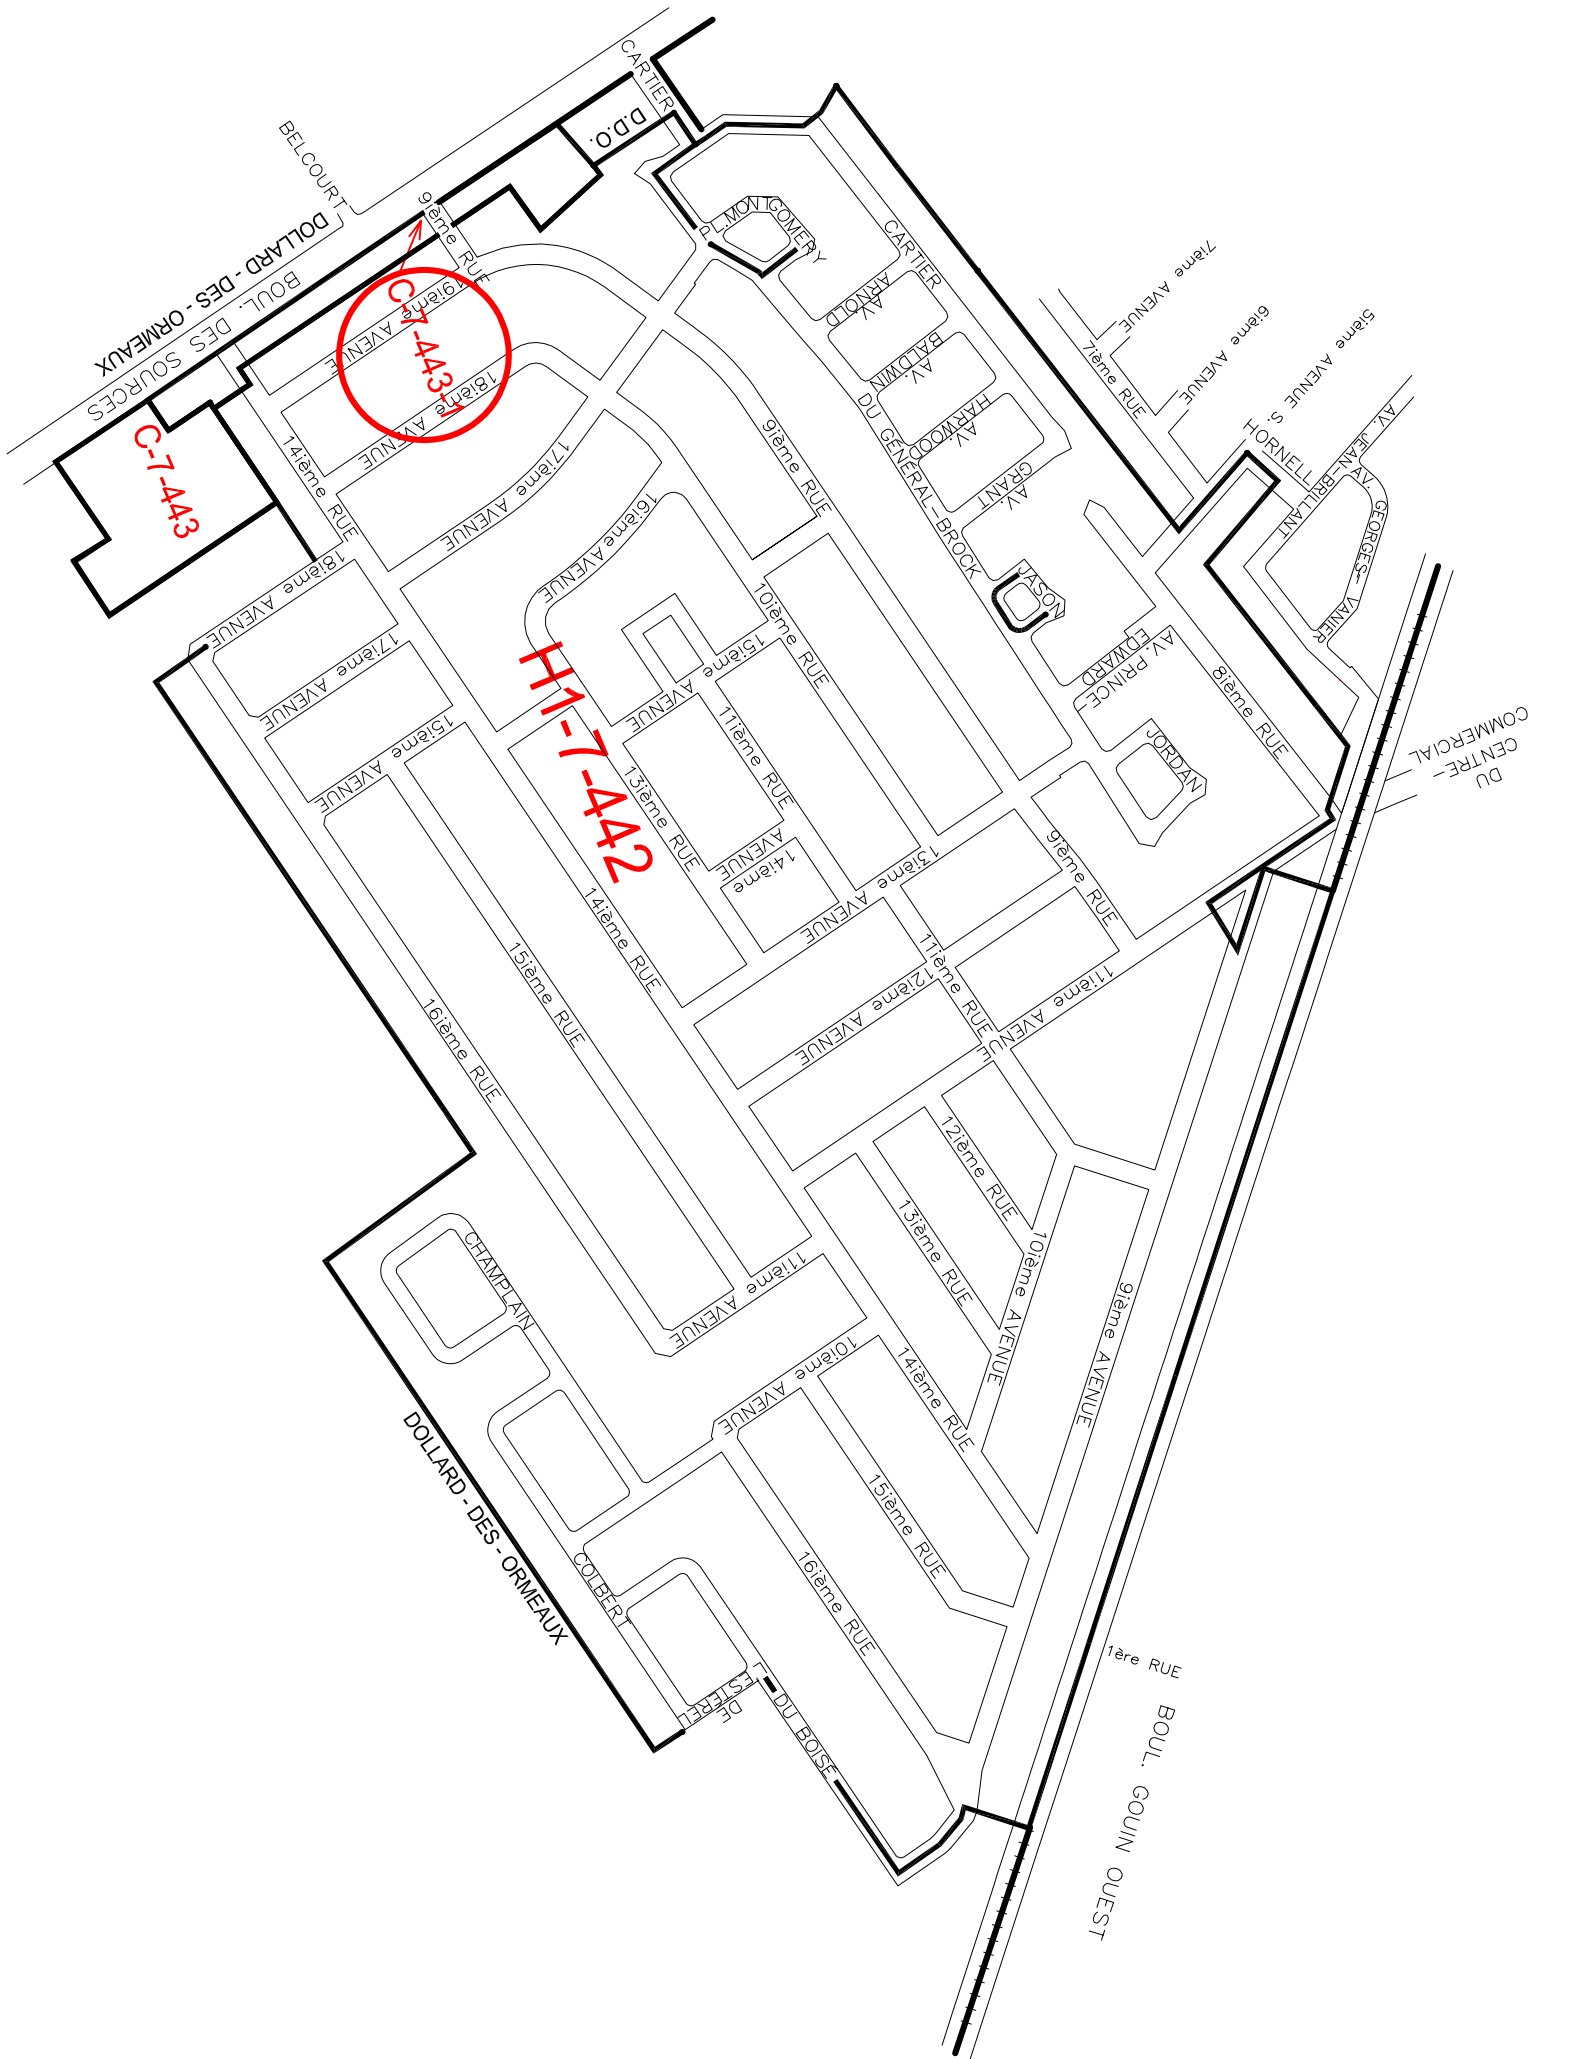 CARTIER
D.D.O.
BELCOURT
9ième RUE
DOLLARD - DES - ORMEAUX
BOUL. DES SOURCES
PL. MONTGOMERY
CARTIER
AV. ARNOLD
AV. BALDWIN
AV. HARWOOD
AV. GRANT
DU GÉNÉRAL-BROCK
7ième AVENUE
6ième AVENUE
5ième AVENUE S.
7ième RUE
HORNELL
AV. JEAN-BRILLANT
AV. GEORGES-VANIER
C-7-443-1
C-7-443
19ième AVENUE
18ième AVENUE
17ième AVENUE
16ième AVENUE
14ième RUE
9ième RUE
18ième AVENUE
17ième AVENUE
15ième AVENUE
JASON
AV. PRINCE-
EDWARD
8ième RUE
JORDAN
DU
CENTRE-
COMMERCIAL
10ième RUE
15ième AVENUE
11ième RUE
H1-7-442
13ième RUE
14ième
AVENUE
13ième AVENUE
9ième RUE
14ième RUE
15ième RUE
16ième RUE
12ième AVENUE
11ième RUE
11ième AVENUE
12ième RUE
13ième RUE
10ième AVENUE
9ième AVENUE
CHAMPLAIN
11ième AVENUE
10ième AVENUE
14ième RUE
15ième RUE
16ième RUE
DOLLARD - DES - ORMEAUX
COLBERT
DE
L'ESTEREL
DU BOISE
1ère RUE
BOUL. GOUIN OUEST